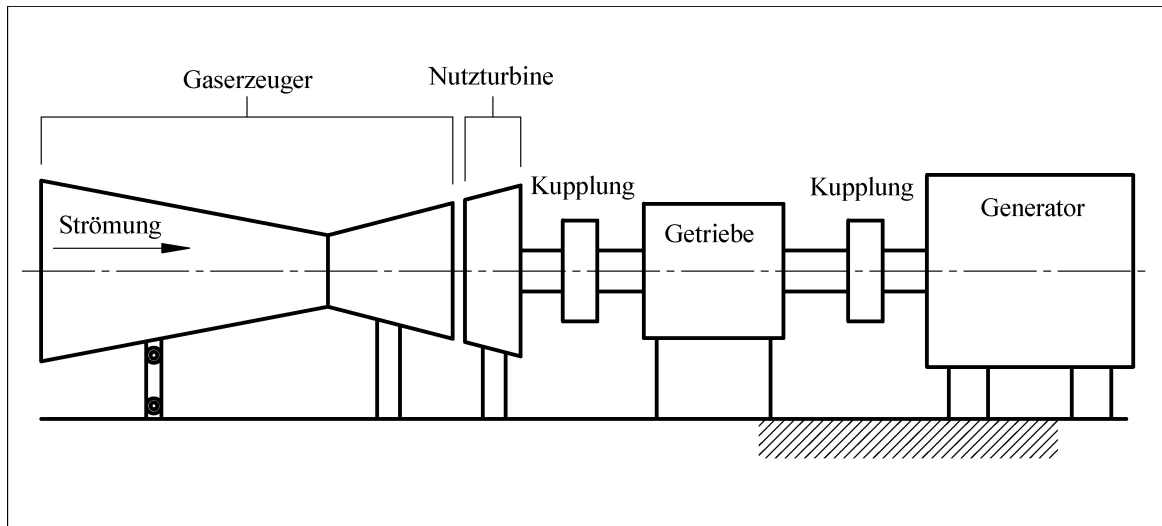 Gaserzeuger
Nutzturbine
Strömung
Kupplung
Getriebe
Kupplung
Generator